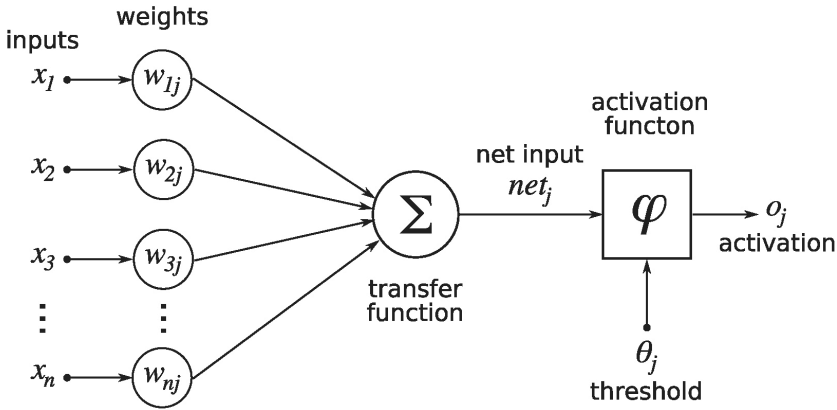 weights
inputs
x₁
w₁ⱼ
x₂
w₂ⱼ
x₃
w₃ⱼ
xₙ
wₙⱼ
Σ
transfer
function
net input
netⱼ
activation
functon
φ
oⱼ
activation
θⱼ
threshold